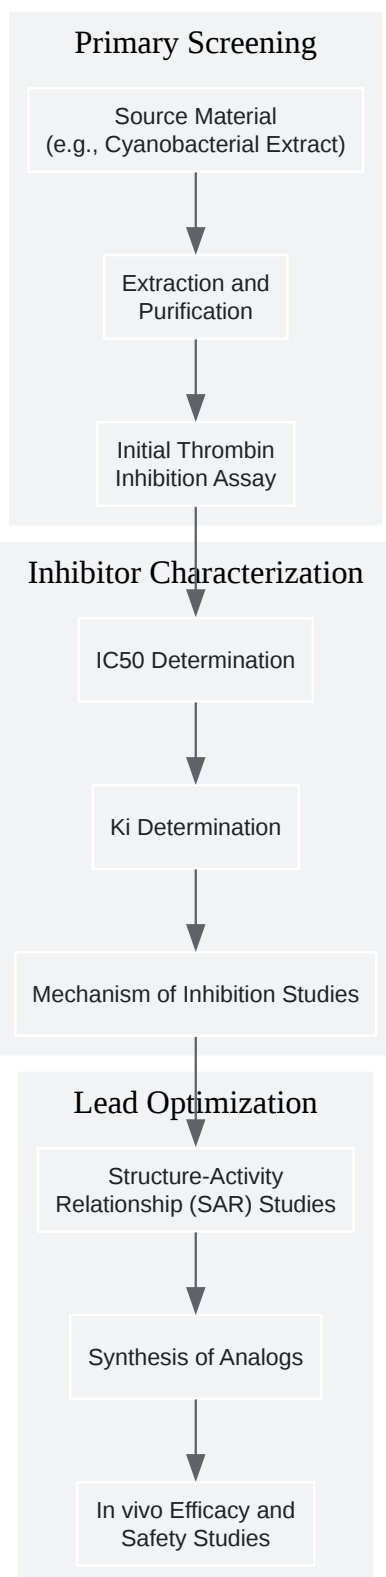 Primary Screening
Source Material
(e.g., Cyanobacterial Extract)
Extraction and
Purification
Initial Thrombin
Inhibition Assay
Inhibitor Characterization
IC50 Determination
Ki Determination
Mechanism of Inhibition Studies
Lead Optimization
Structure-Activity
Relationship (SAR) Studies
Synthesis of Analogs
In vivo Efficacy and
Safety Studies